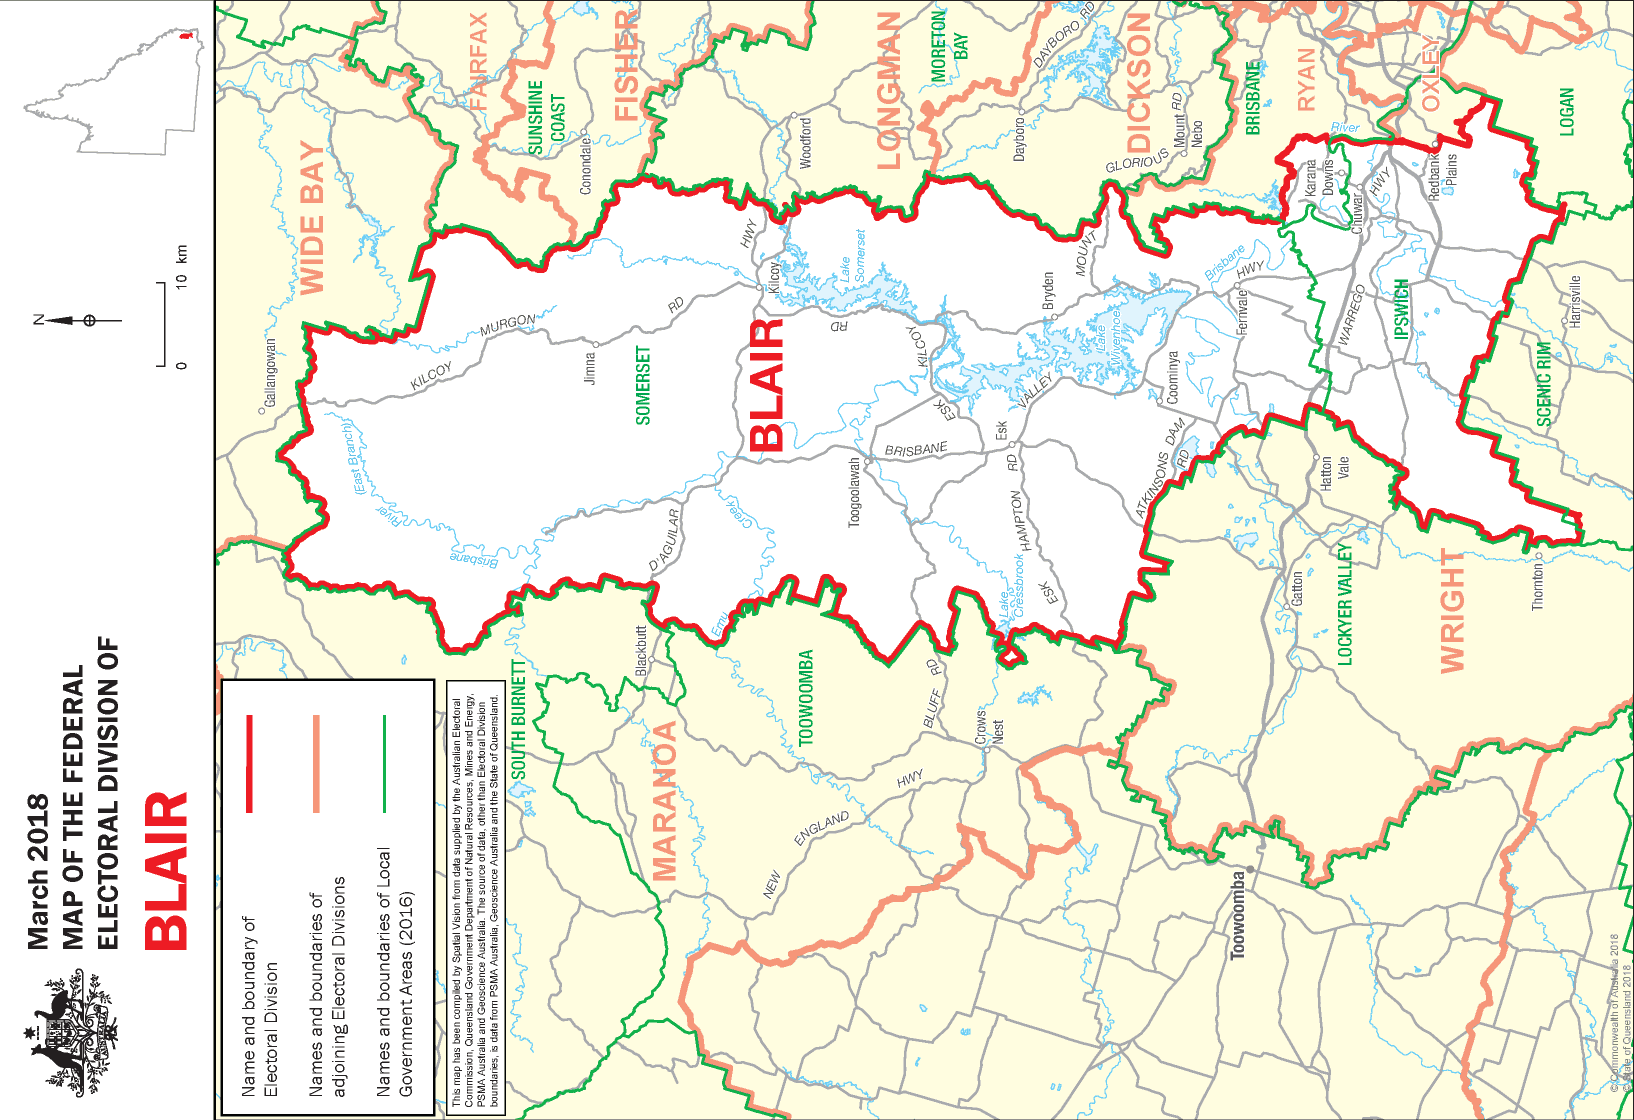 March 2018
MAP OF THE FEDERAL
ELECTORAL DIVISION OF
BLAIR
N
0 10 km
Name and boundary of
Electoral Division
Names and boundaries of
adjoining Electoral Divisions
Names and boundaries of Local
Government Areas (2016)
This map has been compiled by Spatial Vision from data supplied by the Australian Electoral
Commission, Queensland Government Department of Natural Resources, Mines and Energy,
PSMA Australia and Geoscience Australia. The source of data, other than Electoral Division
boundaries, is data from PSMA Australia, Geoscience Australia and the State of Queensland.
WIDE BAY
Gallangowan
FAIRFAX
SUNSHINE
COAST
FISHER
Conondale
Woodford
LONGMAN
MORETON
BAY
DAYBORO RD
Dayboro
DICKSON
Mount
Nebo
RD
GLORIOUS
MOUNT
BRISBANE
RYAN
OXLEY
LOGAN
River
Karana
Downs
Chuwar
HWY
Redbank
Plains
KILCOY
MURGON
RD
Jimna
SOMERSET
BLAIR
HWY
Kilcoy
Lake
Somerset
RD
KILCOY
Bryden
Lake
Wivenhoe
Brisbane
HWY
Fernvale
WARREGO
IPSWICH
Harrisville
SCENIC RIM
Coominya
VALLEY
ESK
Esk
BRISBANE
Toogoolawah
RD
HAMPTON
ESK
ATKINSONS DAM
RD
Hatton
Vale
Brisbane
River
(East Branch)
D'AGUILAR
Creek
Emu
Lake
Cressbrook
Blackbutt
SOUTH BURNETT
TOOWOOMBA
MARANOA
BLUFF RD
Crows
Nest
NEW
ENGLAND
HWY
Gatton
LOCKYER VALLEY
WRIGHT
Thornton
Toowoomba
© Commonwealth of Australia 2018
© State of Queensland 2018